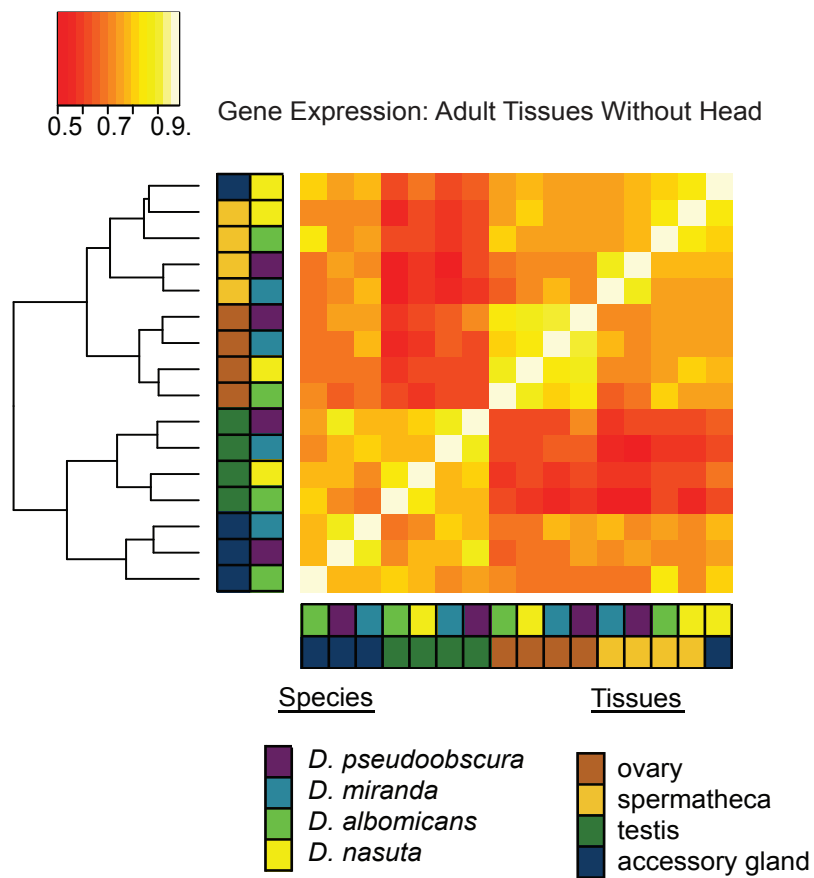 0.5 0.7 0.9.
Gene Expression: Adult Tissues Without Head
Species
D. pseudoobscura
D. miranda
D. albomicans
D. nasuta
Tissues
ovary
spermatheca
testis
accessory gland